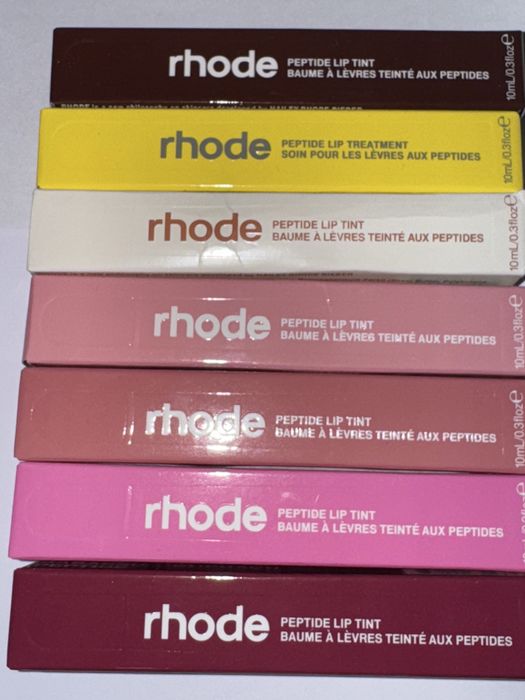 rhode
PEPTIDE LIP TINT
BAUME À LÈVRES TEINTÉ AUX PEPTIDES
10mL/0.3floz℮
rhode
PEPTIDE LIP TREATMENT
SOIN POUR LES LÈVRES AUX PEPTIDES
10mL/0.3floz℮
rhode
PEPTIDE LIP TINT
BAUME À LÈVRES TEINTÉ AUX PEPTIDES
10mL/0.3floz℮
rhode
PEPTIDE LIP TINT
BAUME À LÈVRES TEINTÉ AUX PEPTIDES
10mL/0.3floz℮
rhode
PEPTIDE LIP TINT
BAUME À LÈVRES TEINTÉ AUX PEPTIDES
10mL/0.3floz℮
rhode
PEPTIDE LIP TINT
BAUME À LÈVRES TEINTÉ AUX PEPTIDES
rhode
PEPTIDE LIP TINT
BAUME À LÈVRES TEINTÉ AUX PEPTIDES